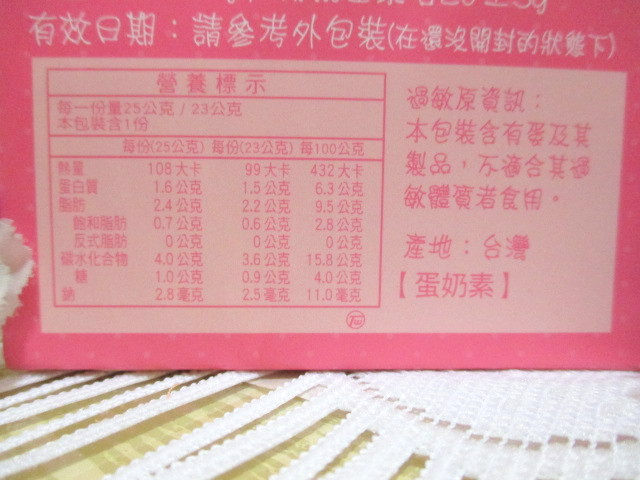 有效日期：請參考外包裝(在還沒開封的狀態下)
營養標示
每一份量25公克 / 23公克
本包裝含1份
每份(25公克) 每份(23公克) 每100公克
熱量 108大卡 99大卡 432大卡
蛋白質 1.6公克 1.5公克 6.3公克
脂肪 2.4公克 2.2公克 9.5公克
飽和脂肪 0.7公克 0.6公克 2.8公克
反式脂肪 0公克 0公克 0公克
碳水化合物 4.0公克 3.6公克 15.8公克
糖 1.0公克 0.9公克 4.0公克
鈉 2.8毫克 2.5毫克 11.0毫克
過敏原資訊：
本包裝含有蛋及其
製品，不適合其過
敏體質者食用。
產地：台灣
【蛋奶素】